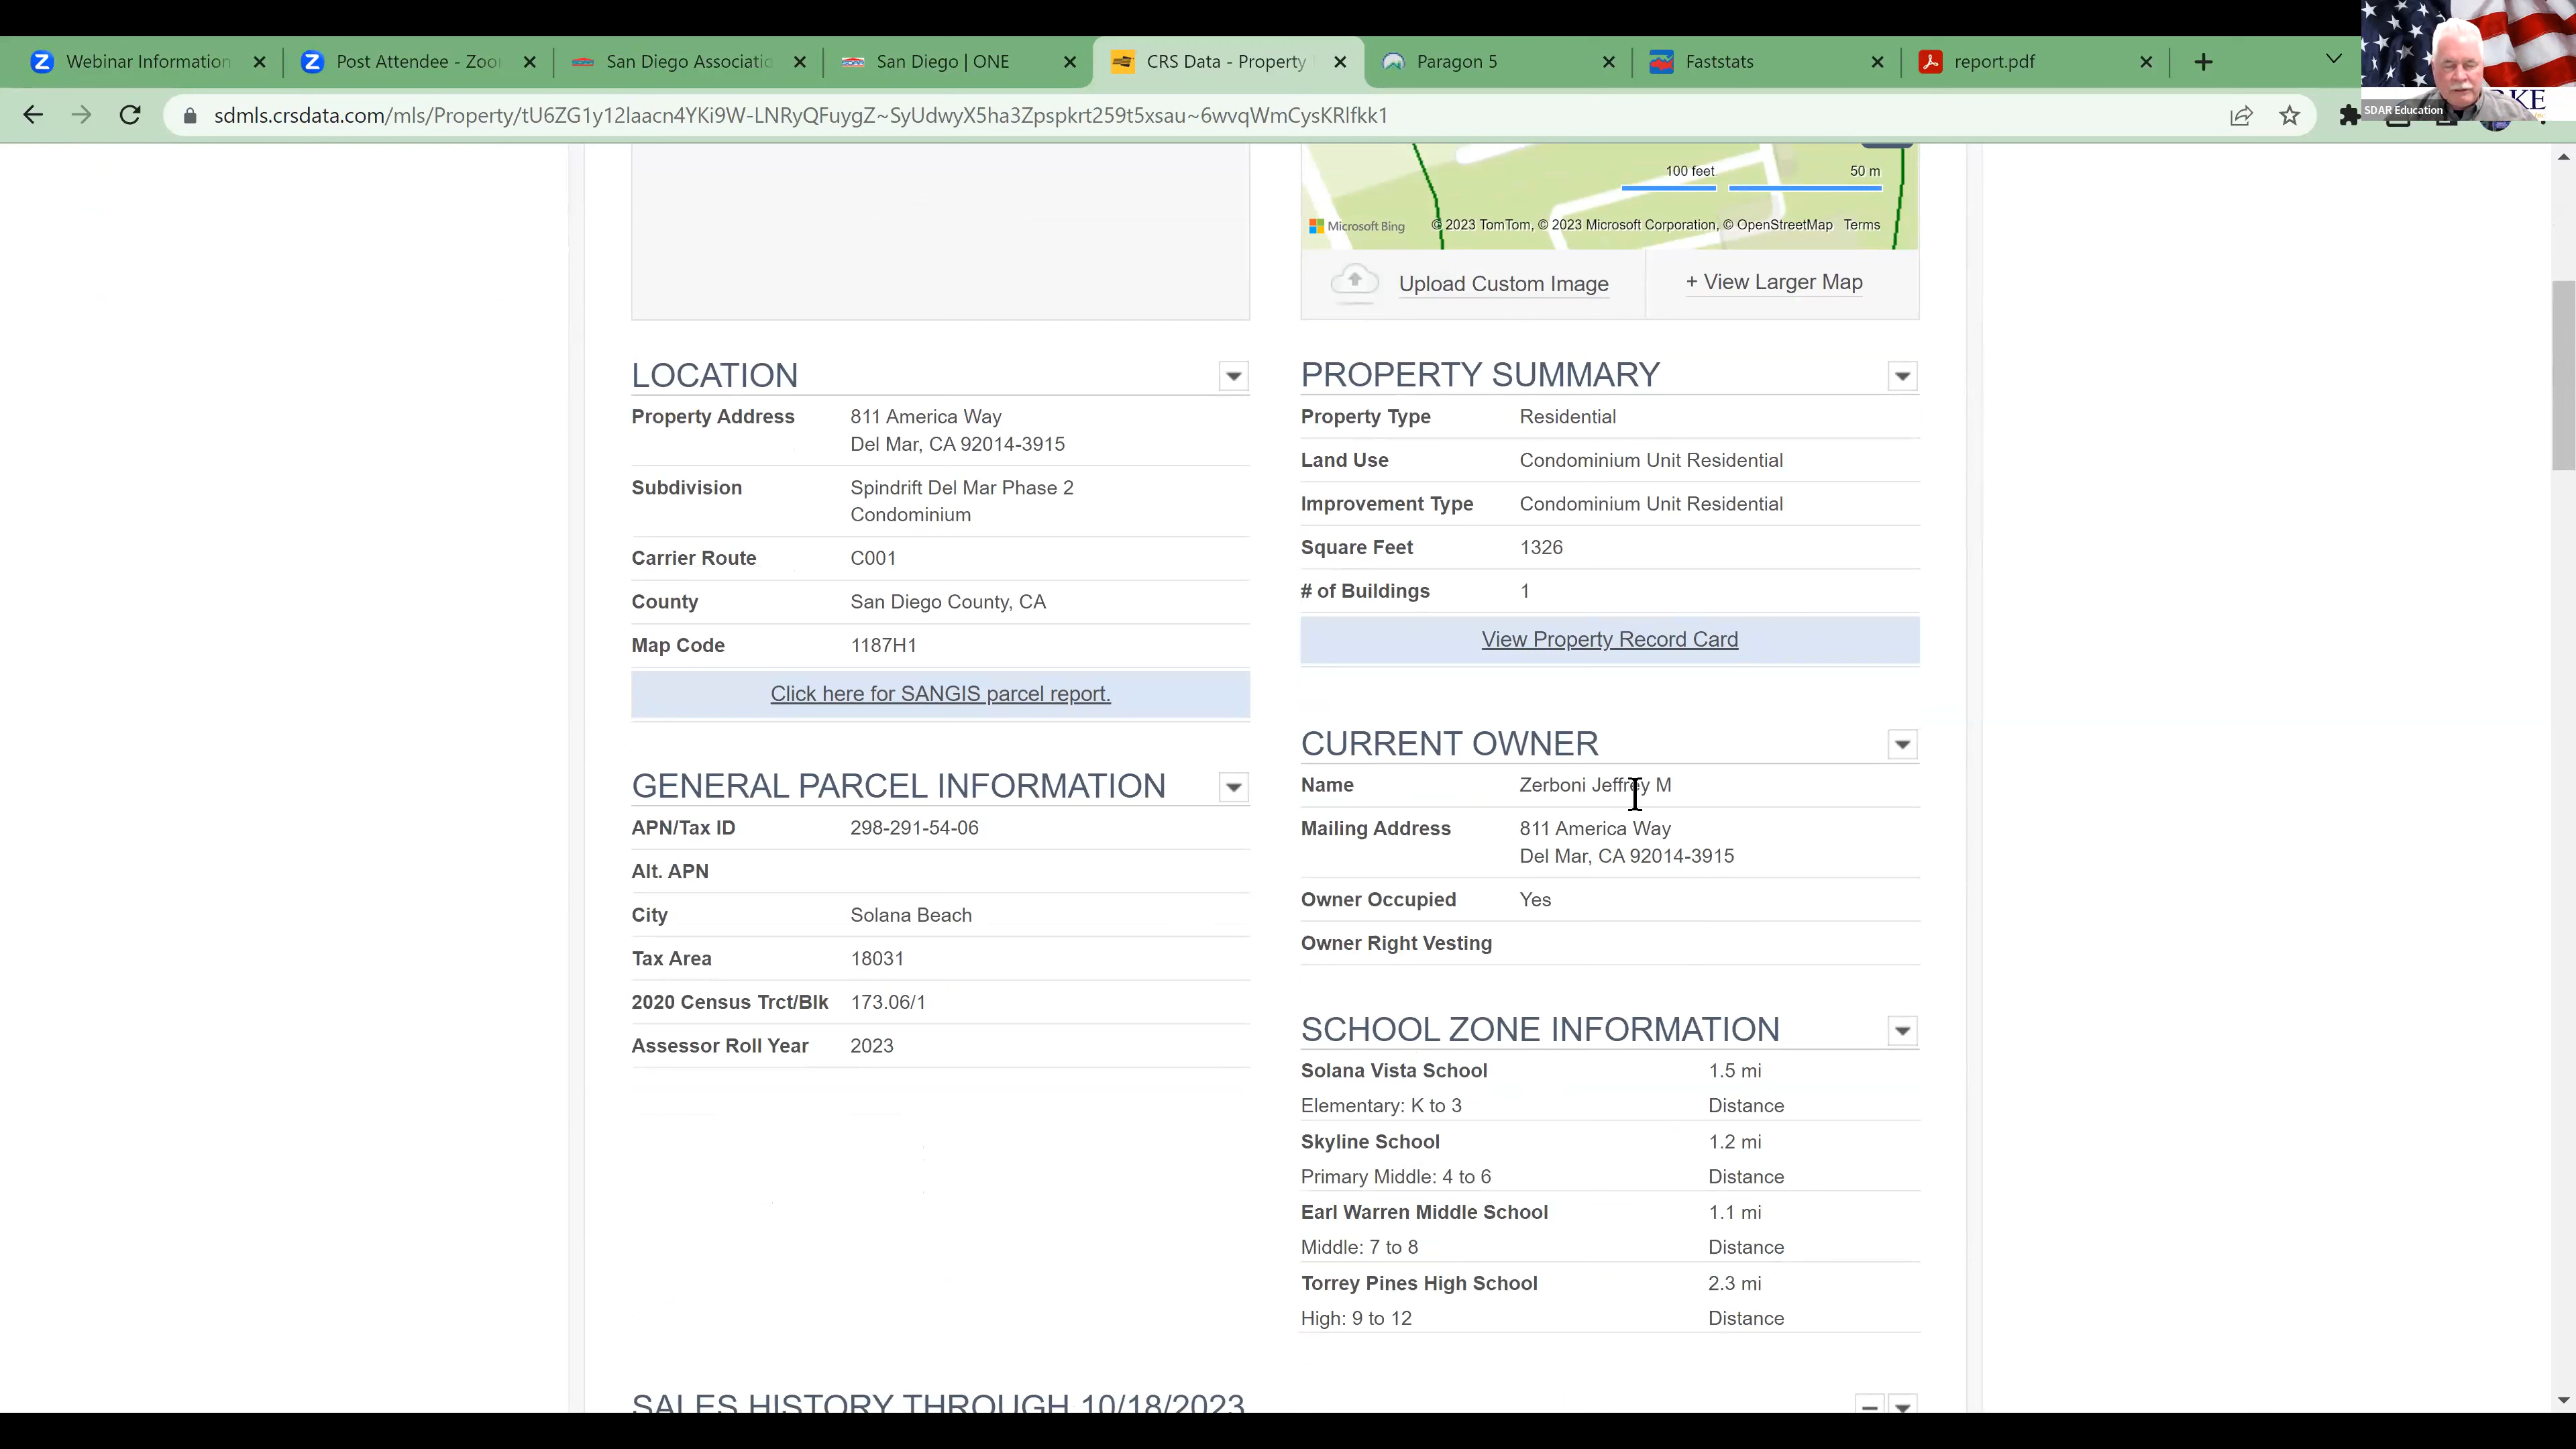 Webinar Information
Post Attendee - Zoo
San Diego Associatio
San Diego | ONE
CRS Data - Property
Paragon 5
Faststats
report.pdf
SDAR Education
sdmls.crsdata.com/mls/Property/tU6ZG1y12laacn4YKi9W-LNRyQFuygZ~SyUdwyX5ha3Zpspkrt259t5xsau~6wvqWmCysKRlfkk1
100 feet
50 m
Microsoft Bing
© 2023 TomTom, © 2023 Microsoft Corporation, © OpenStreetMap Terms
Upload Custom Image
+ View Larger Map
LOCATION
Property Address 811 America Way
Del Mar, CA 92014-3915
Subdivision Spindrift Del Mar Phase 2
Condominium
Carrier Route C001
County San Diego County, CA
Map Code 1187H1
Click here for SANGIS parcel report.
GENERAL PARCEL INFORMATION
APN/Tax ID 298-291-54-06
Alt. APN
City Solana Beach
Tax Area 18031
2020 Census Trct/Blk 173.06/1
Assessor Roll Year 2023
PROPERTY SUMMARY
Property Type Residential
Land Use Condominium Unit Residential
Improvement Type Condominium Unit Residential
Square Feet 1326
# of Buildings 1
View Property Record Card
CURRENT OWNER
Name Zerboni Jeffrey M
Mailing Address 811 America Way
Del Mar, CA 92014-3915
Owner Occupied Yes
Owner Right Vesting
SCHOOL ZONE INFORMATION
Solana Vista School 1.5 mi
Elementary: K to 3 Distance
Skyline School 1.2 mi
Primary Middle: 4 to 6 Distance
Earl Warren Middle School 1.1 mi
Middle: 7 to 8 Distance
Torrey Pines High School 2.3 mi
High: 9 to 12 Distance
SALES HISTORY THROUGH 10/18/2023